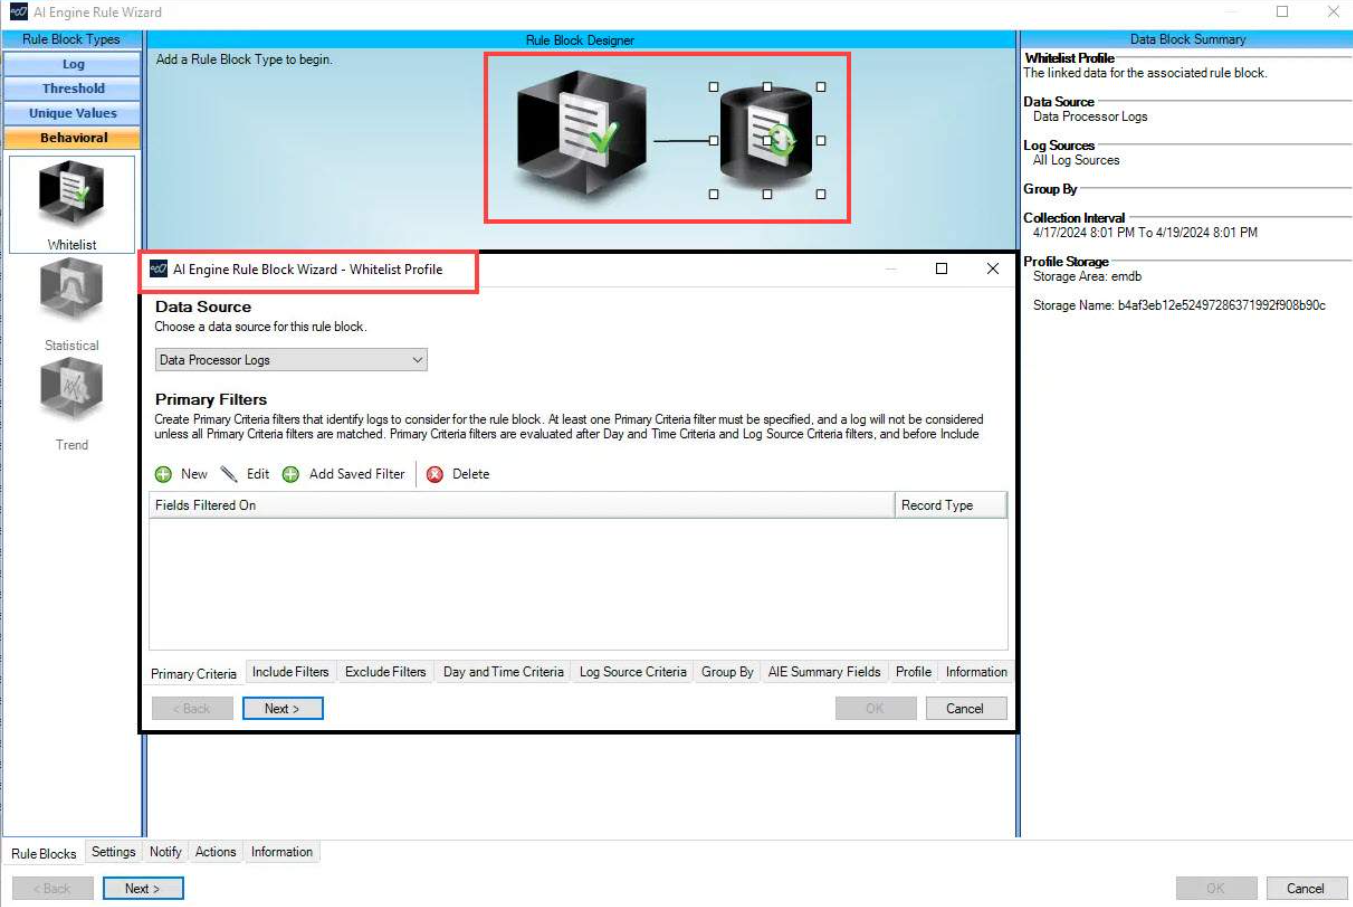 AI Engine Rule Wizard
Rule Block Types
Log
Threshold
Unique Values
Behavioral
Whitelist
Statistical
Trend
Rule Block Designer
Add a Rule Block Type to begin.
AI Engine Rule Block Wizard - Whitelist Profile
Data Source
Choose a data source for this rule block.
Data Processor Logs
Primary Filters
Create Primary Criteria filters that identify logs to consider for the rule block. At least one Primary Criteria filter must be specified, and a log will not be considered
unless all Primary Criteria filters are matched. Primary Criteria filters are evaluated after Day and Time Criteria and Log Source Criteria filters, and before Include
New Edit Add Saved Filter Delete
Fields Filtered On Record Type
Primary Criteria Include Filters Exclude Filters Day and Time Criteria Log Source Criteria Group By AIE Summary Fields Profile Information
< Back Next > OK Cancel
Data Block Summary
Whitelist Profile
The linked data for the associated rule block.
Data Source
Data Processor Logs
Log Sources
All Log Sources
Group By
Collection Interval
4/17/2024 8:01 PM To 4/19/2024 8:01 PM
Profile Storage
Storage Area: emdb
Storage Name: b4af3eb12e52497286371992f908b90c
Rule Blocks Settings Notify Actions Information
< Back Next > OK Cancel